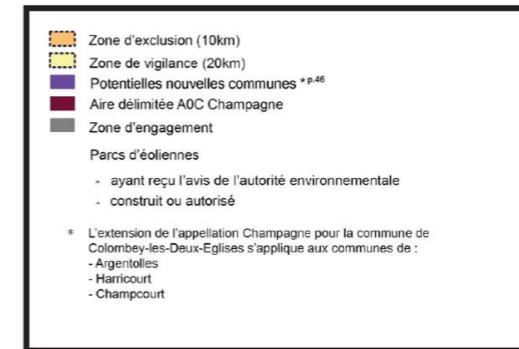 Zone d'exclusion (10km)
Zone de vigilance (20km)
Potentielles nouvelles communes * p.46
Aire délimitée A0C Champagne
Zone d'engagement
Parcs d'éoliennes
- ayant reçu l'avis de l'autorité environnementale
- construit ou autorisé
* L'extension de l'appellation Champagne pour la commune de
Colombey-les-Deux-Eglises s'applique aux communes de :
- Argentolles
- Harricourt
- Champcourt